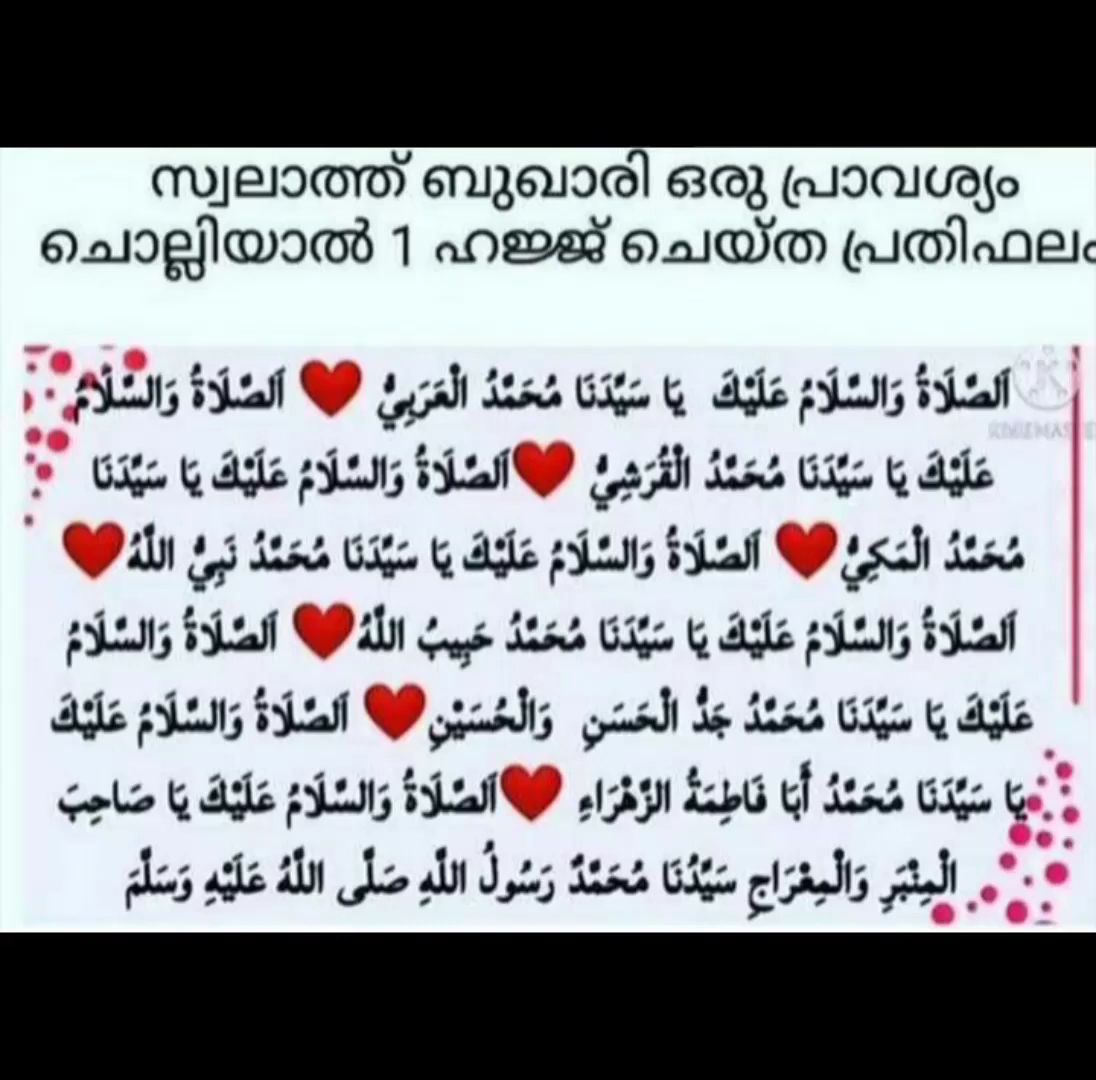 സ്വലാത്ത് ബുഖാരി ഒരു പ്രാവശ്യം
ചൊല്ലിയാൽ 1 ഹജ്ജ് ചെയ്ത പ്രതിഫലം
اَلصَّلَاةُ وَالسَّلَامُ عَلَيْكَ يَا سَيَّدَنَا مُحَمَّدُ الْعَرَبِيُّ ❤️ اَلصَّلَاةُ وَالسَّلَامُ
عَلَيْكَ يَا سَيَّدَنَا مُحَمَّدُ الْقُرَشِيُّ ❤️ اَلصَّلَاةُ وَالسَّلَامُ عَلَيْكَ يَا سَيَّدَنَا
مُحَمَّدُ الْمَكِيُّ ❤️ اَلصَّلَاةُ وَالسَّلَامُ عَلَيْكَ يَا سَيَّدَنَا مُحَمَّدُ نَبِيُّ اللَّهُ ❤️
اَلصَّلَاةُ وَالسَّلَامُ عَلَيْكَ يَا سَيَّدَنَا مُحَمَّدُ حَبِيبُ اللَّهُ ❤️ اَلصَّلَاةُ وَالسَّلَامُ
عَلَيْكَ يَا سَيَّدَنَا مُحَمَّدُ جَدُّ الْحَسَنِ وَالْحُسَيْنِ ❤️ اَلصَّلَاةُ وَالسَّلَامُ عَلَيْكَ
يَا سَيَّدَنَا مُحَمَّدُ أَبَا فَاطِمَةُ الزَّهْرَاءِ ❤️ اَلصَّلَاةُ وَالسَّلَامُ عَلَيْكَ يَا صَاحِبَ
الْمِنْبَرِ وَالْمِعْرَاجِ سَيَّدُنَا مُحَمَّدٌ رَسُولُ اللَّهِ صَلَّى اللَّهُ عَلَيْهِ وَسَلَّمَ